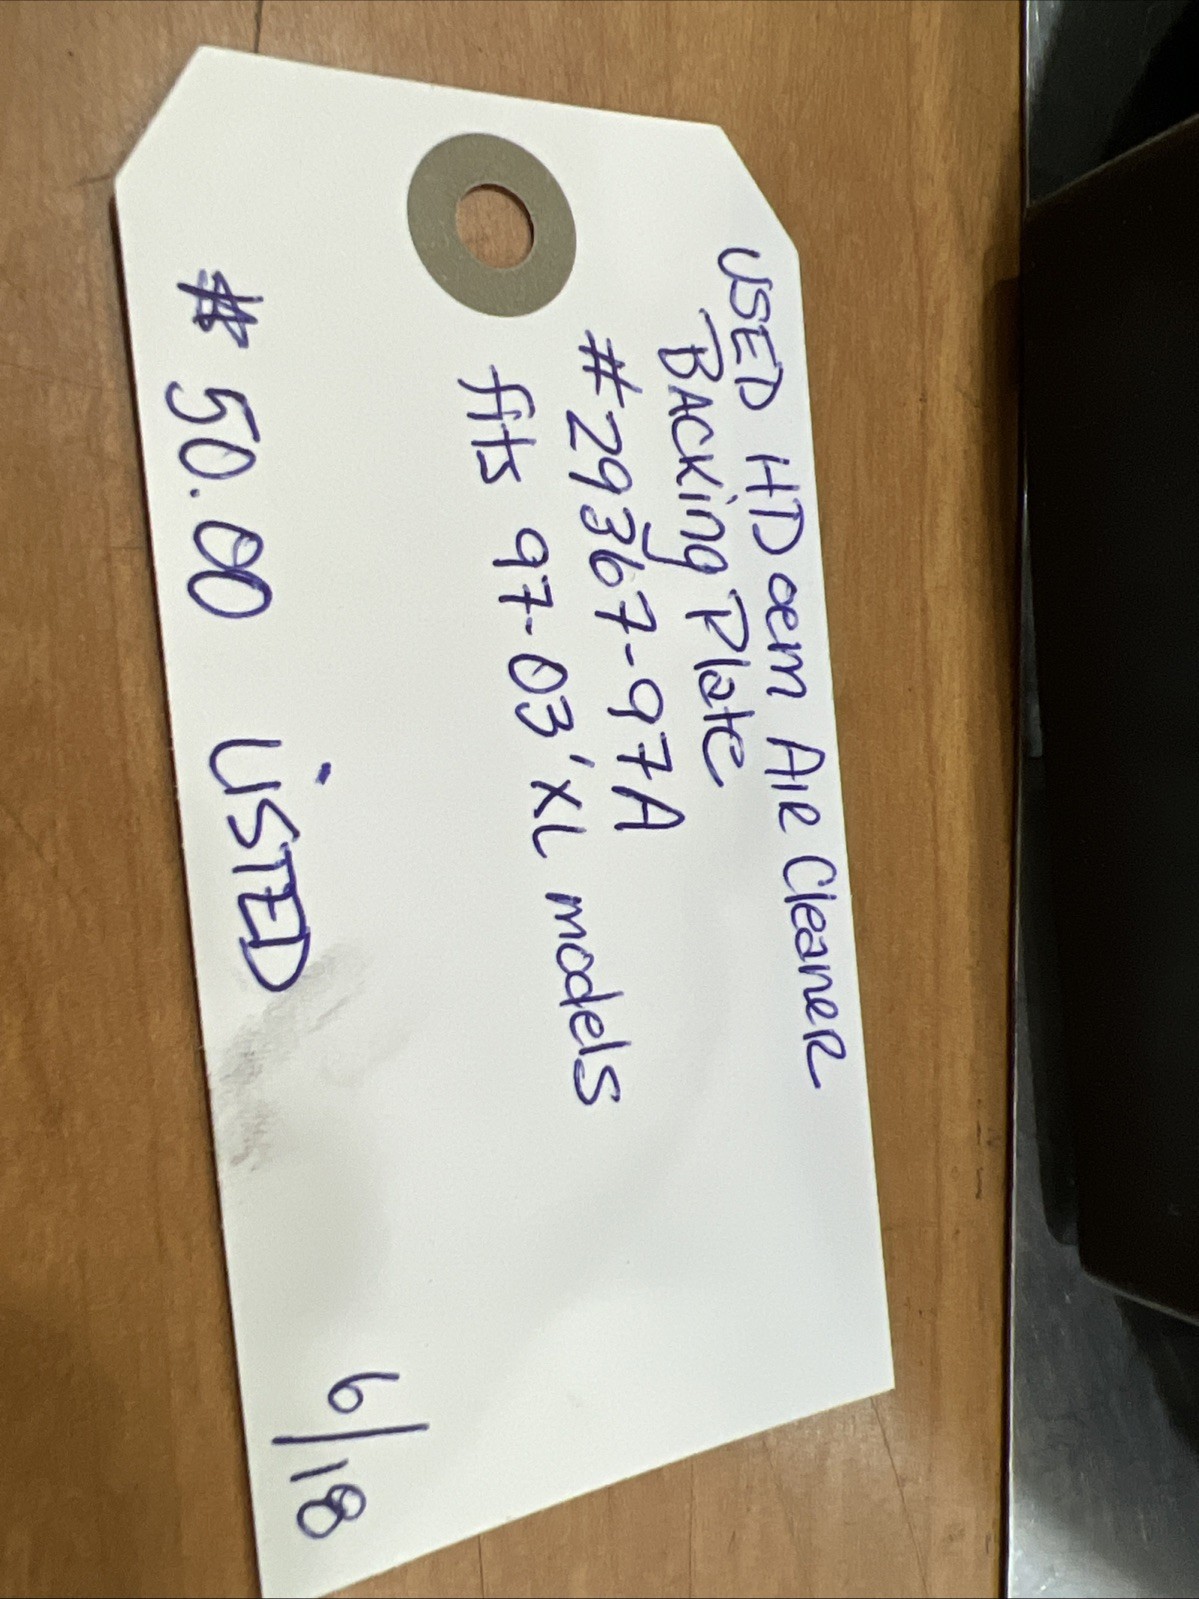 USED HD oem AIR Cleaner
Backing Plate
#29367-97A
fits 97-03 'XL models
$ 50.00 LISTED
6/18